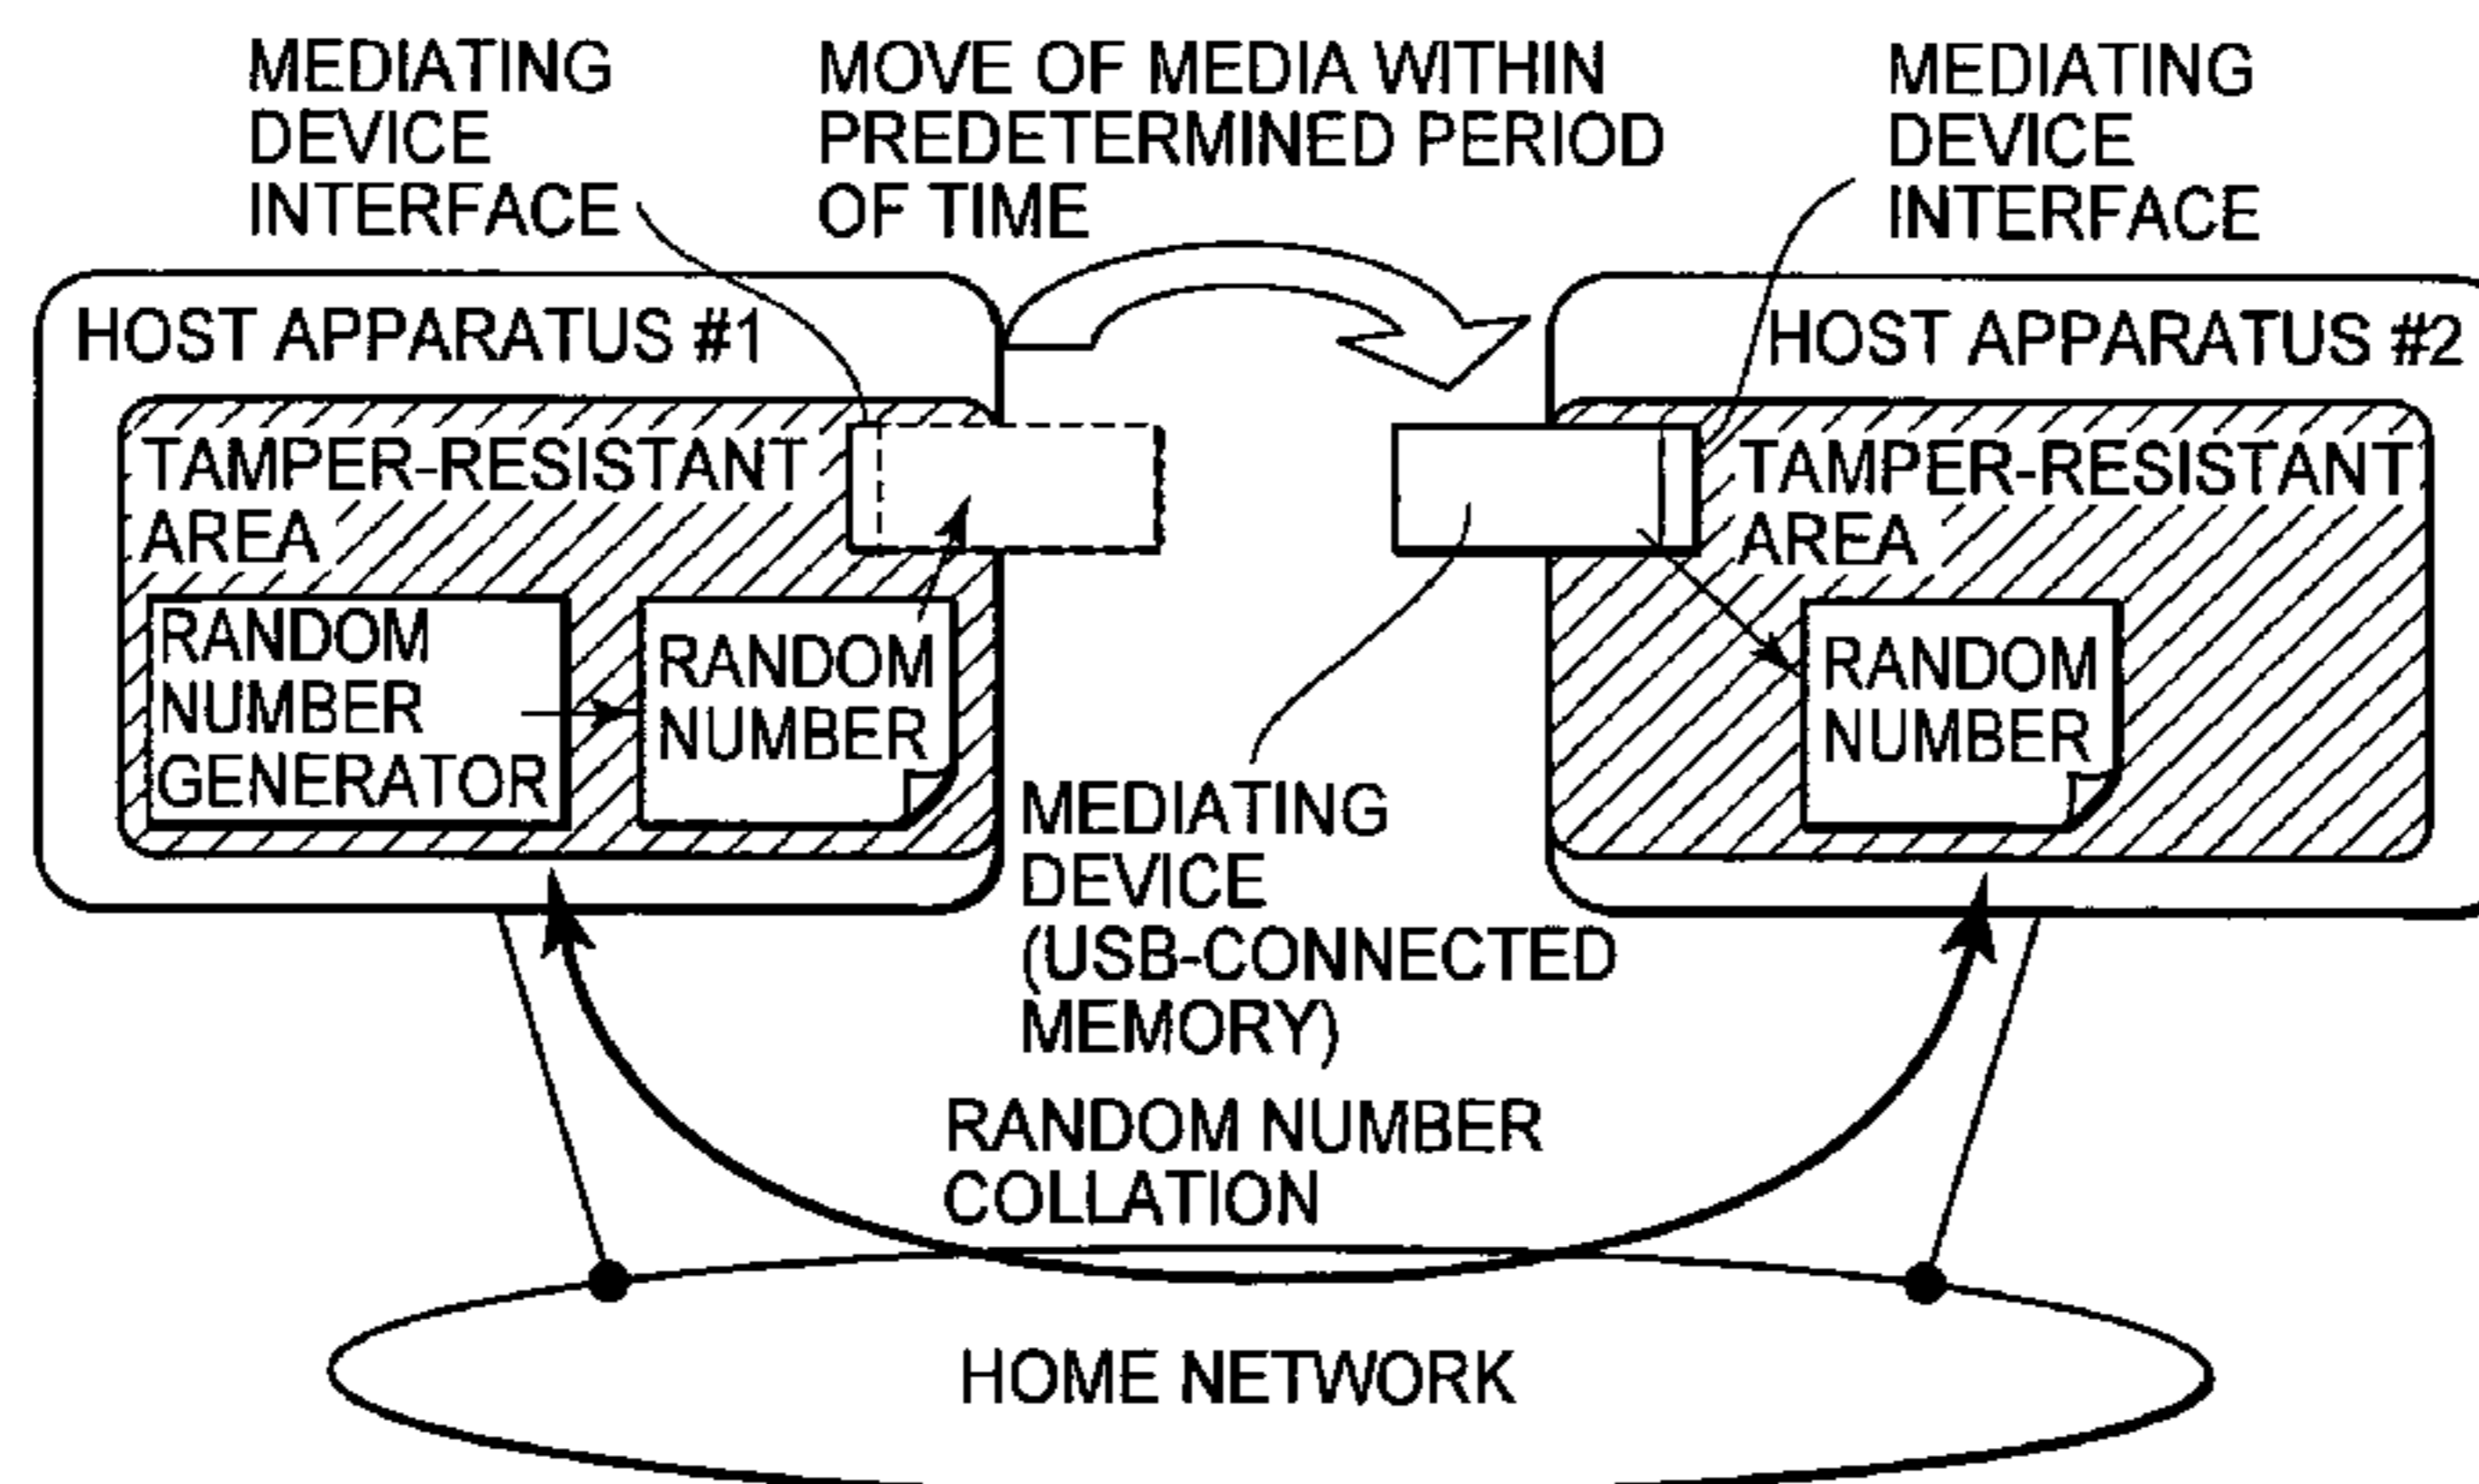 MEDIATING
DEVICE
INTERFACE
MOVE OF MEDIA WITHIN
PREDETERMINED PERIOD
OF TIME
MEDIATING
DEVICE
INTERFACE
HOST APPARATUS #1
HOST APPARATUS #2
TAMPER-RESISTANT
AREA
TAMPER-RESISTANT
AREA
RANDOM
NUMBER
GENERATOR
RANDOM
NUMBER
RANDOM
NUMBER
MEDIATING
DEVICE
(USB-CONNECTED
MEMORY)
RANDOM NUMBER
COLLATION
HOME NETWORK